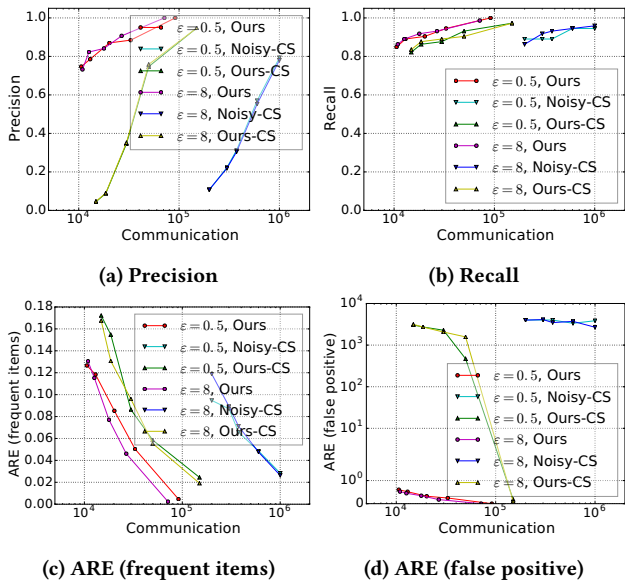 1.0
0.8
0.6
0.4
0.2
0.0
Precision
10^4
10^5
10^6
Communication
ε = 0.5, Ours
ε = 0.5, Noisy-CS
ε = 0.5, Ours-CS
ε = 8, Ours
ε = 8, Noisy-CS
ε = 8, Ours-CS
(a) Precision
1.0
0.8
0.6
0.4
0.2
0.0
Recall
10^4
10^5
10^6
Communication
ε = 0.5, Ours
ε = 0.5, Noisy-CS
ε = 0.5, Ours-CS
ε = 8, Ours
ε = 8, Noisy-CS
ε = 8, Ours-CS
(b) Recall
0.18
0.16
0.14
0.12
0.10
0.08
0.06
0.04
0.02
0.00
ARE (frequent items)
10^4
10^5
10^6
Communication
ε = 0.5, Ours
ε = 0.5, Noisy-CS
ε = 0.5, Ours-CS
ε = 8, Ours
ε = 8, Noisy-CS
ε = 8, Ours-CS
(c) ARE (frequent items)
10^4
10^3
10^2
10^1
10^0
0
ARE (false positive)
10^4
10^5
10^6
Communication
ε = 0.5, Ours
ε = 0.5, Noisy-CS
ε = 0.5, Ours-CS
ε = 8, Ours
ε = 8, Noisy-CS
ε = 8, Ours-CS
(d) ARE (false positive)